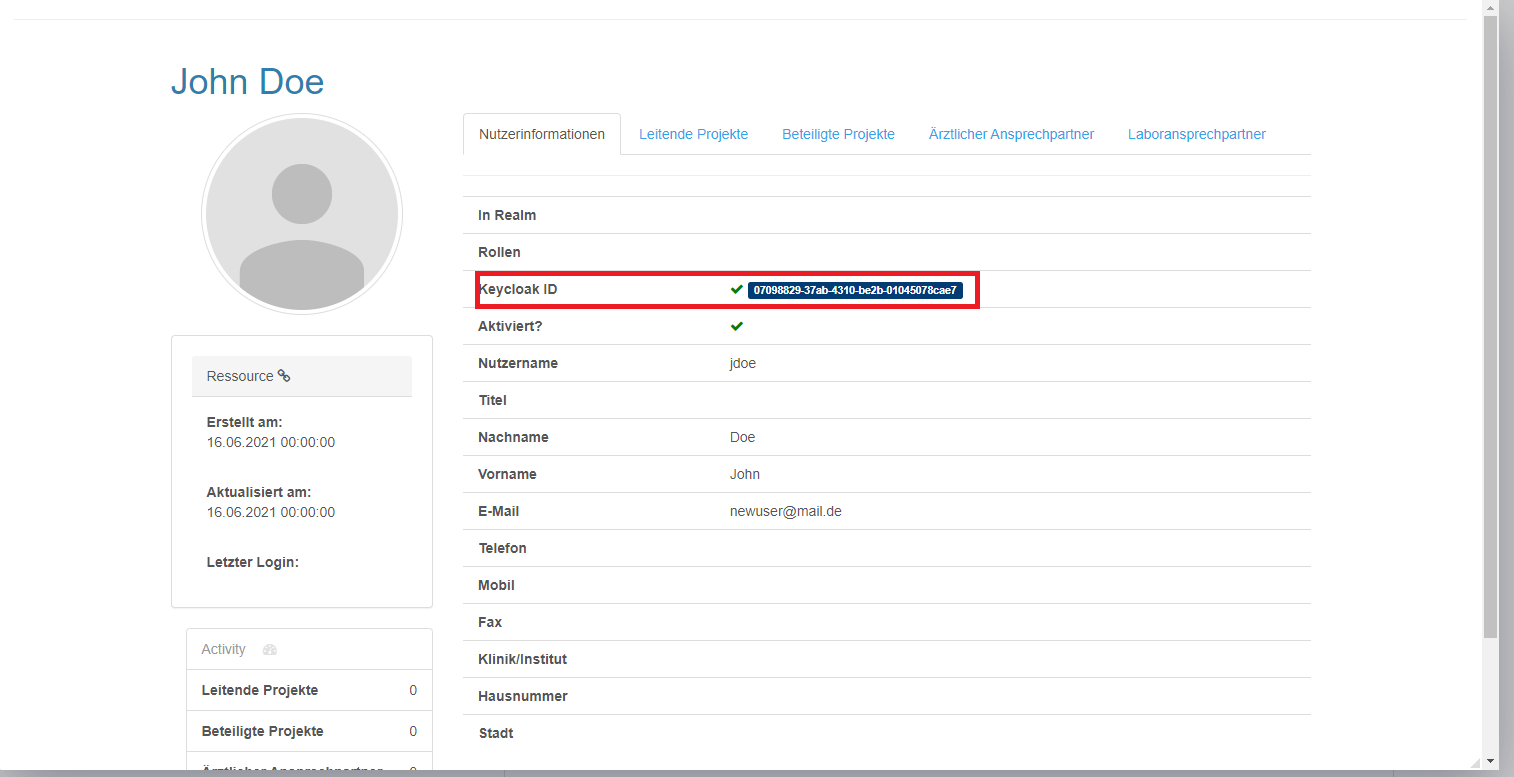 John Doe
Nutzerinformationen Leitende Projekte Beteiligte Projekte Ärztlicher Ansprechpartner Laboransprechpartner
In Realm
Rollen
Keycloak ID 07098829-37ab-4310-be2b-01045078cae7
Aktiviert?
Nutzername jdoe
Titel
Nachname Doe
Vorname John
E-Mail newuser@mail.de
Telefon
Mobil
Fax
Klinik/Institut
Hausnummer
Stadt
Ressource
Erstellt am:
16.06.2021 00:00:00
Aktualisiert am:
16.06.2021 00:00:00
Letzter Login:
Activity
Leitende Projekte 0
Beteiligte Projekte 0
Ärztlicher Ansprechpartner 0